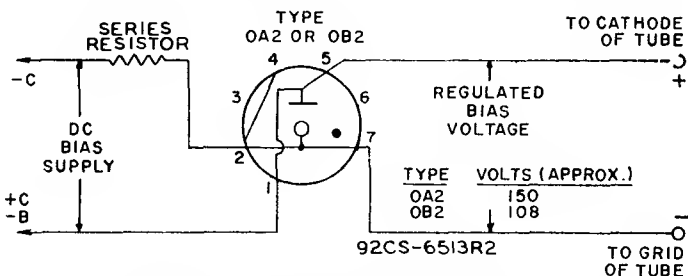 SERIES
RESISTOR
TYPE
OA2 OR OB2
TO CATHODE
OF TUBE
-C
4
5
+
3
6
REGULATED
BIAS
VOLTAGE
DC
BIAS
SUPPLY
2
7
1
TYPE VOLTS (APPROX.)
OA2 150
OB2 108
+C
-B
92CS-6513R2
−
TO GRID
OF TUBE